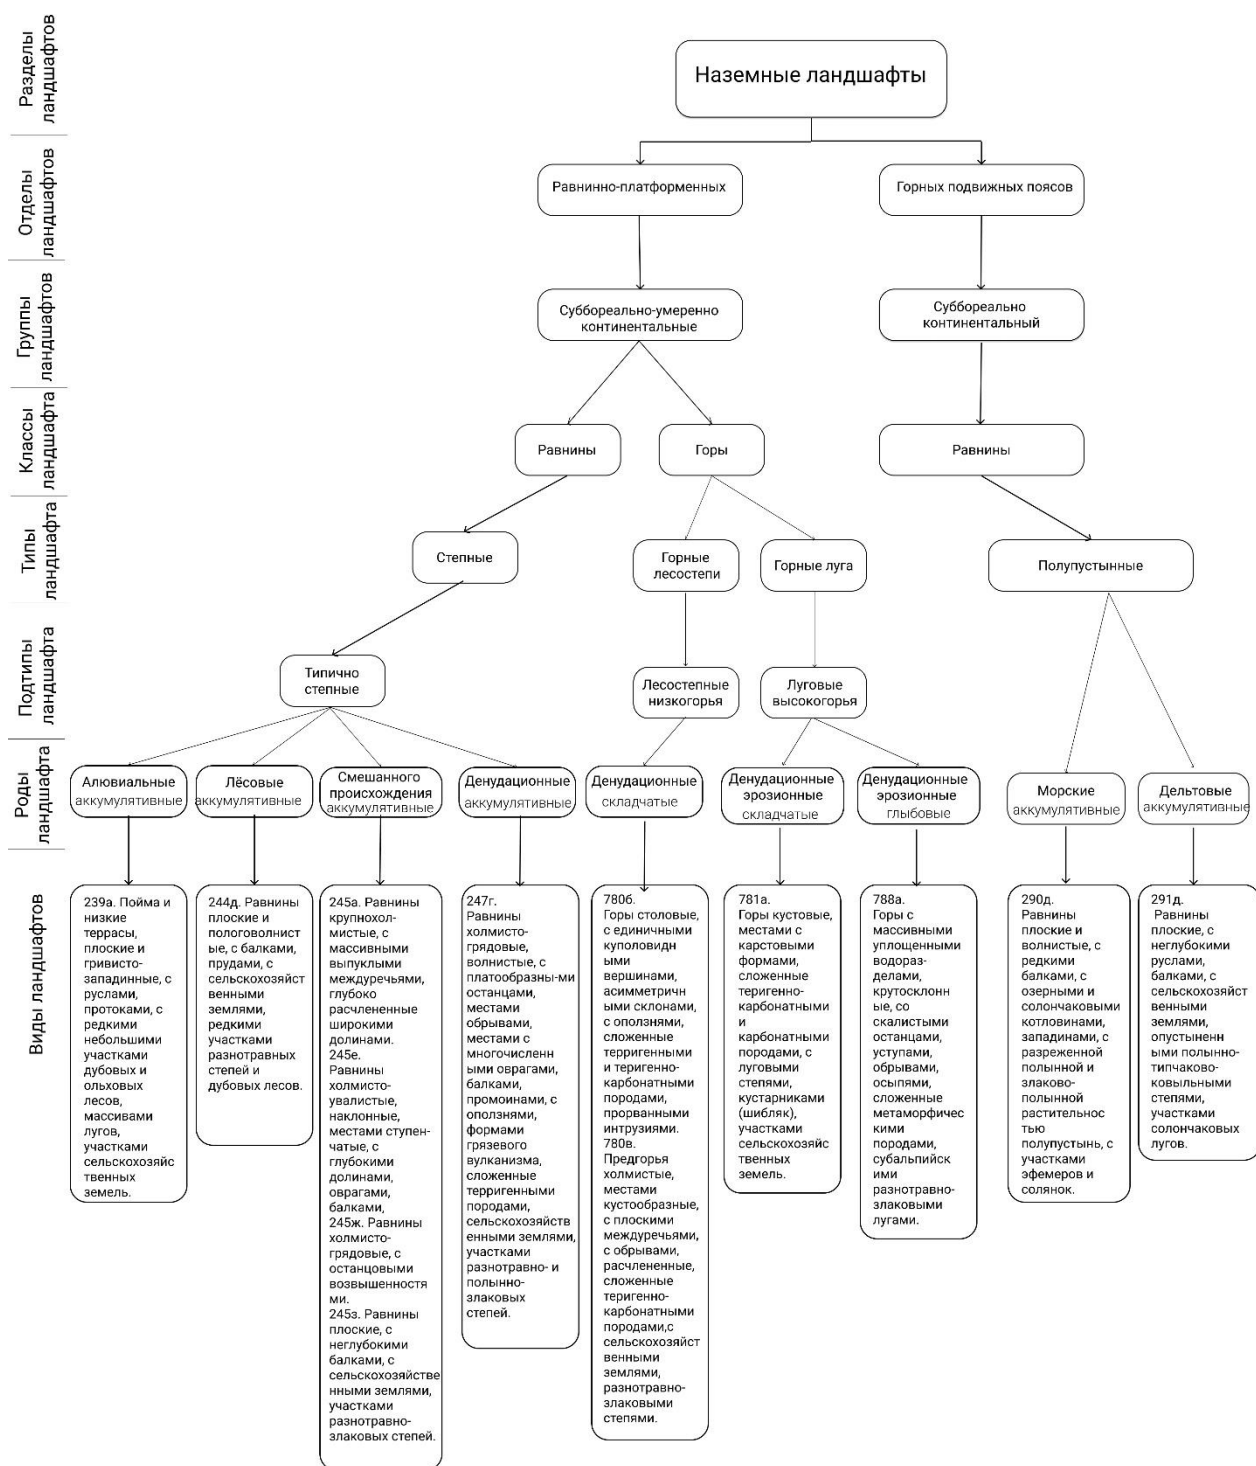 Разделы
ландшафтов
Наземные ландшафты
Отделы
ландшафтов
Равнинно-платформенных
Горных подвижных поясов
Группы
ландшафтов
Суббореально-умеренно
континентальные
Суббореально
континентальный
Классы
ландшафта
Равнины
Горы
Равнины
Типы
ландшафта
Степные
Горные
лесостепи
Горные луга
Полупустынные
Подтипы
ландшафта
Типично
степные
Лесостепные
низкогорья
Луговые
высокогорья
Роды
ландшафта
Алювиальные
аккумулятивные
Лёсовые
аккумулятивные
Смешанного
происхождения
аккумулятивные
Денудационные
аккумулятивные
Денудационные
складчатые
Денудационные
эрозионные
складчатые
Денудационные
эрозионные
глыбовые
Морские
аккумулятивные
Дельтовые
аккумулятивные
Виды ландшафтов
239а. Пойма и
низкие
террасы,
плоские и
гривисто-
западинные, с
руслами,
протоками, с
редкими
небольшими
участками
дубовых и
ольховых
лесов,
массивами
лугов,
участками
сельскохозяйс
твенных
земель.
244д. Равнины
плоские и
пологоволнист
ые, с балками,
прудами, с
сельскохозяйст
венными
землями,
редкими
участками
разнотравных
степей и
дубовых лесов.
245а. Равнины
крупнохол-
мистые, с
массивными
выпуклыми
междуречьями,
глубоко
расчлененные
широкими
долинами.
245е.
Равнины
холмисто-
увалистые,
наклонные,
местами ступен-
чатые, с
глубокими
долинами,
оврагами,
балками,
245ж. Равнины
холмисто-
грядовые, с
останцовыми
возвышенностя
ми.
245з. Равнины
плоские, с
неглубокими
балками, с
сельскохозяйстве
нными землями,
участками
разнотравно-
злаковых степей.
247г.
Равнины
холмисто-
грядовые,
волнистые, с
платообразны-ми
останцами,
местами
обрывами,
местами с
многочисленн
ыми оврагами,
балками,
промоинами, с
оползнями,
формами
грязевого
вулканизма,
сложенные
терригенными
породами,
сельскохозяйств
енными землями,
участками
разнотравно- и
полынно-
злаковых
степей.
780б.
Горы столовые,
с единичными
куполовидн
ыми
вершинами,
асимметричн
ыми склонами,
с оползнями,
сложенные
терригенными
и теригенно-
карбонатными
породами,
прорванными
интрузиями.
780в.
Предгорья
холмистые,
местами
кустообразные,
с плоскими
междуречьями,
с обрывами,
расчлененные,
сложенные
теригенно-
карбонатными
породами,с
сельскохозяйст
венными
землями,
разнотравно-
злаковыми
степями.
781а.
Горы кустовые,
местами с
карстовыми
формами,
сложенные
теригенно-
карбонатными
и
карбонатными
породами, с
луговыми
степями,
кустарниками
(шибляк),
участками
сельскохозяйс
твенных
земель.
788а
Горы с
массивными
уплощенными
водораз-
делами,
крутосклонн
ые, со
скалистыми
останцами,
уступами,
обрывами,
осыпями,
сложенные
метаморфичес
кими
породами,
субальпийск
ими
разнотравно-
злаковыми
лугами.
290д.
Равнины
плоские и
волнистые, с
редкими
балками, с
озерными и
солончаковыми
котловинами,
западинами, с
разреженной
полынной и
злаково-
полынной
растительнос
тью
полупустынь, с
участками
эфемеров и
солянок.
291д.
Равнины
плоские, с
неглубокими
руслами,
балками, с
сельскохозяйст
венными
землями,
опустыненн
ыми полынно-
типчаково-
ковыльными
степями,
участками
солончаковых
лугов.